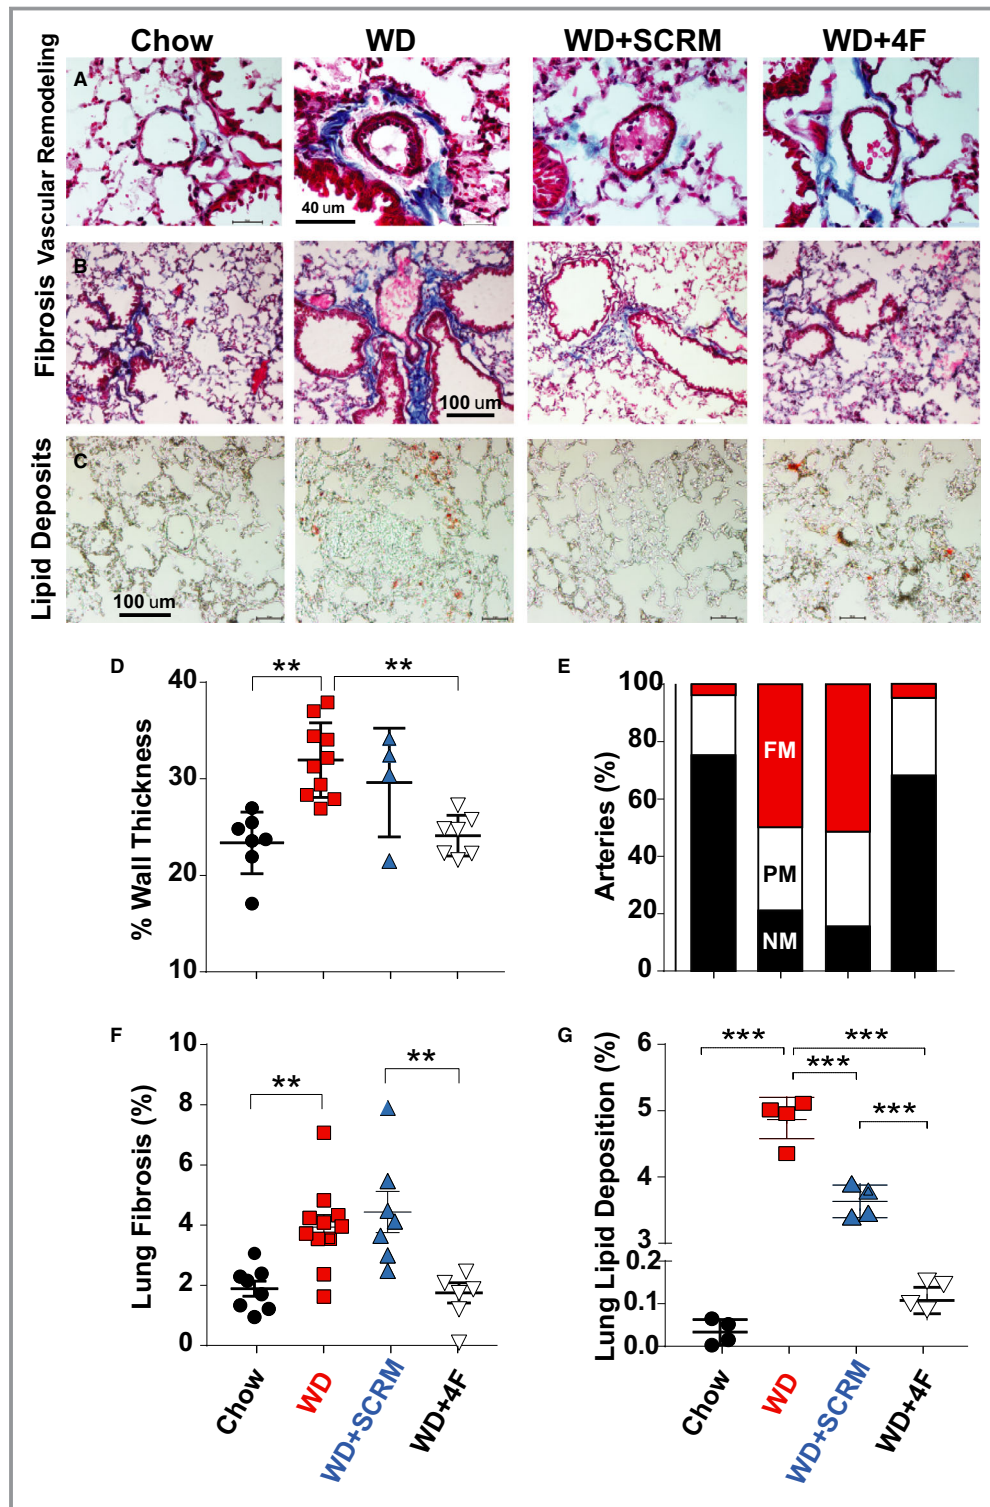 Chow WD WD+SCRM WD+4F
Vascular Remodeling
A
40 um
Fibrosis
B
100 um
Lipid Deposits
C
100 um
D
% Wall Thickness
40
30
20
10
** **
E
Arteries (%)
100
80
60
40
20
0
FM
PM
NM
F
Lung Fibrosis (%)
10
8
6
4
2
0
** **
Chow WD WD+SCRM WD+4F
G
Lung Lipid Deposition (%)
6
5
4
3
0.2
0.1
0.0
*** ***
***
***
Chow WD WD+SCRM WD+4F